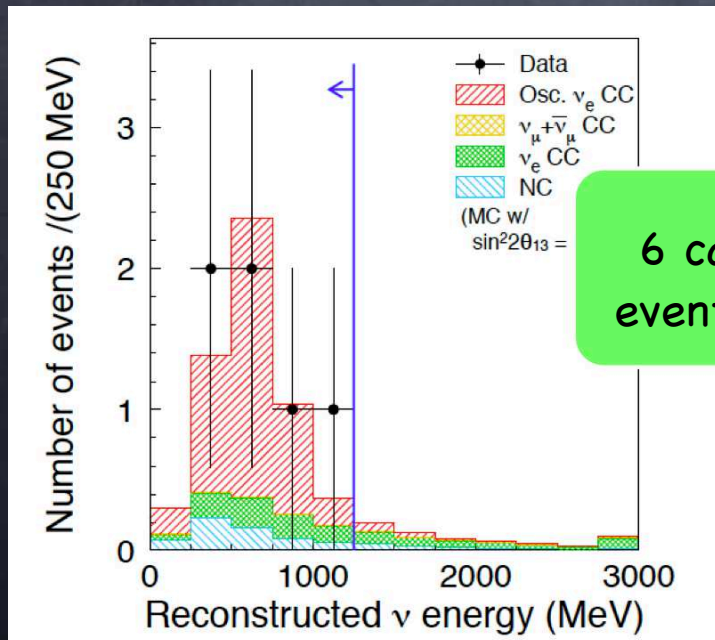 Number of events /(250 MeV)
3
2
1
0
Data
Osc. νe CC
νμ+ν̅μ CC
νe CC
NC
(MC w/
sin²2θ13 =
6
event
0 1000 2000 3000
Reconstructed ν energy (MeV)